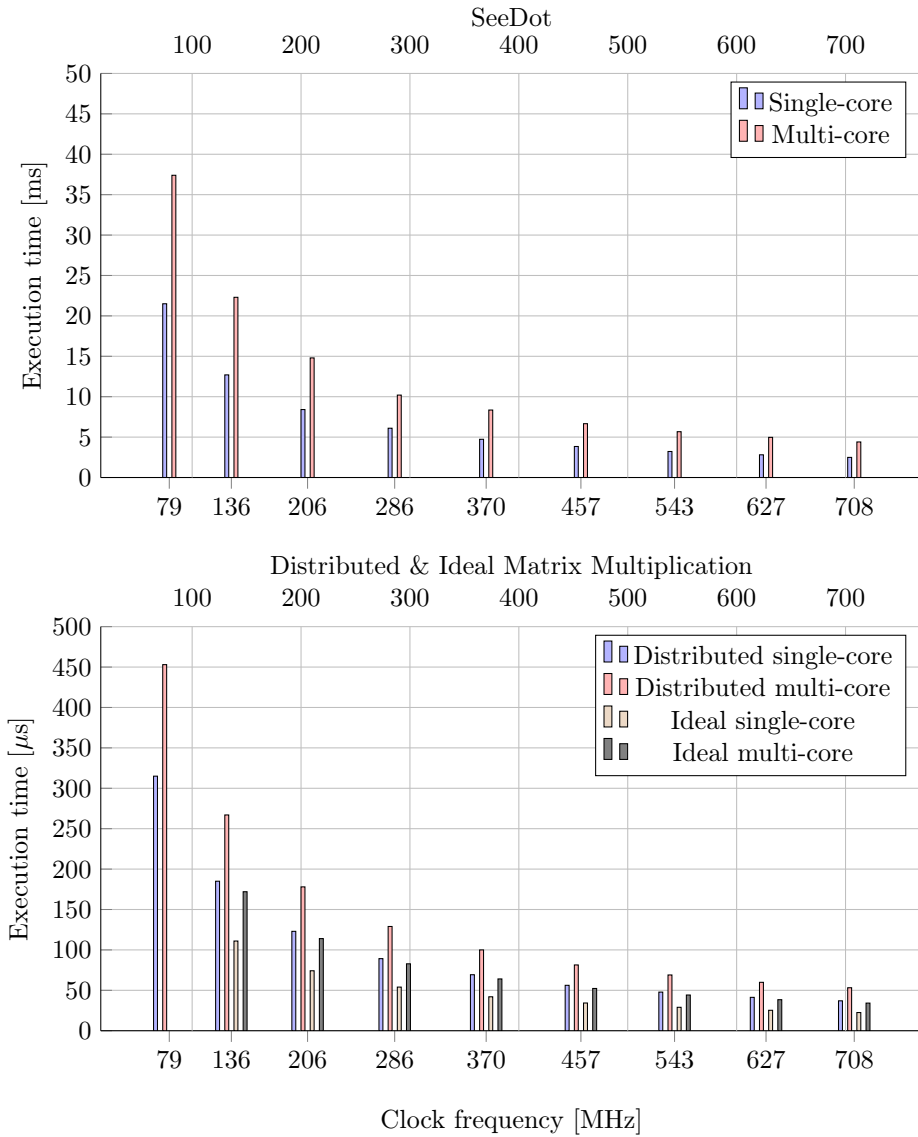 SeeDot
100 200 300 400 500 600 700
50
45
40
35
30
25
20
15
10
5
0
Execution time [ms]
Single-core
Multi-core
79 136 206 286 370 457 543 627 708
Distributed & Ideal Matrix Multiplication
100 200 300 400 500 600 700
500
450
400
350
300
250
200
150
100
50
0
Execution time [μs]
Distributed single-core
Distributed multi-core
Ideal single-core
Ideal multi-core
79 136 206 286 370 457 543 627 708
Clock frequency [MHz]